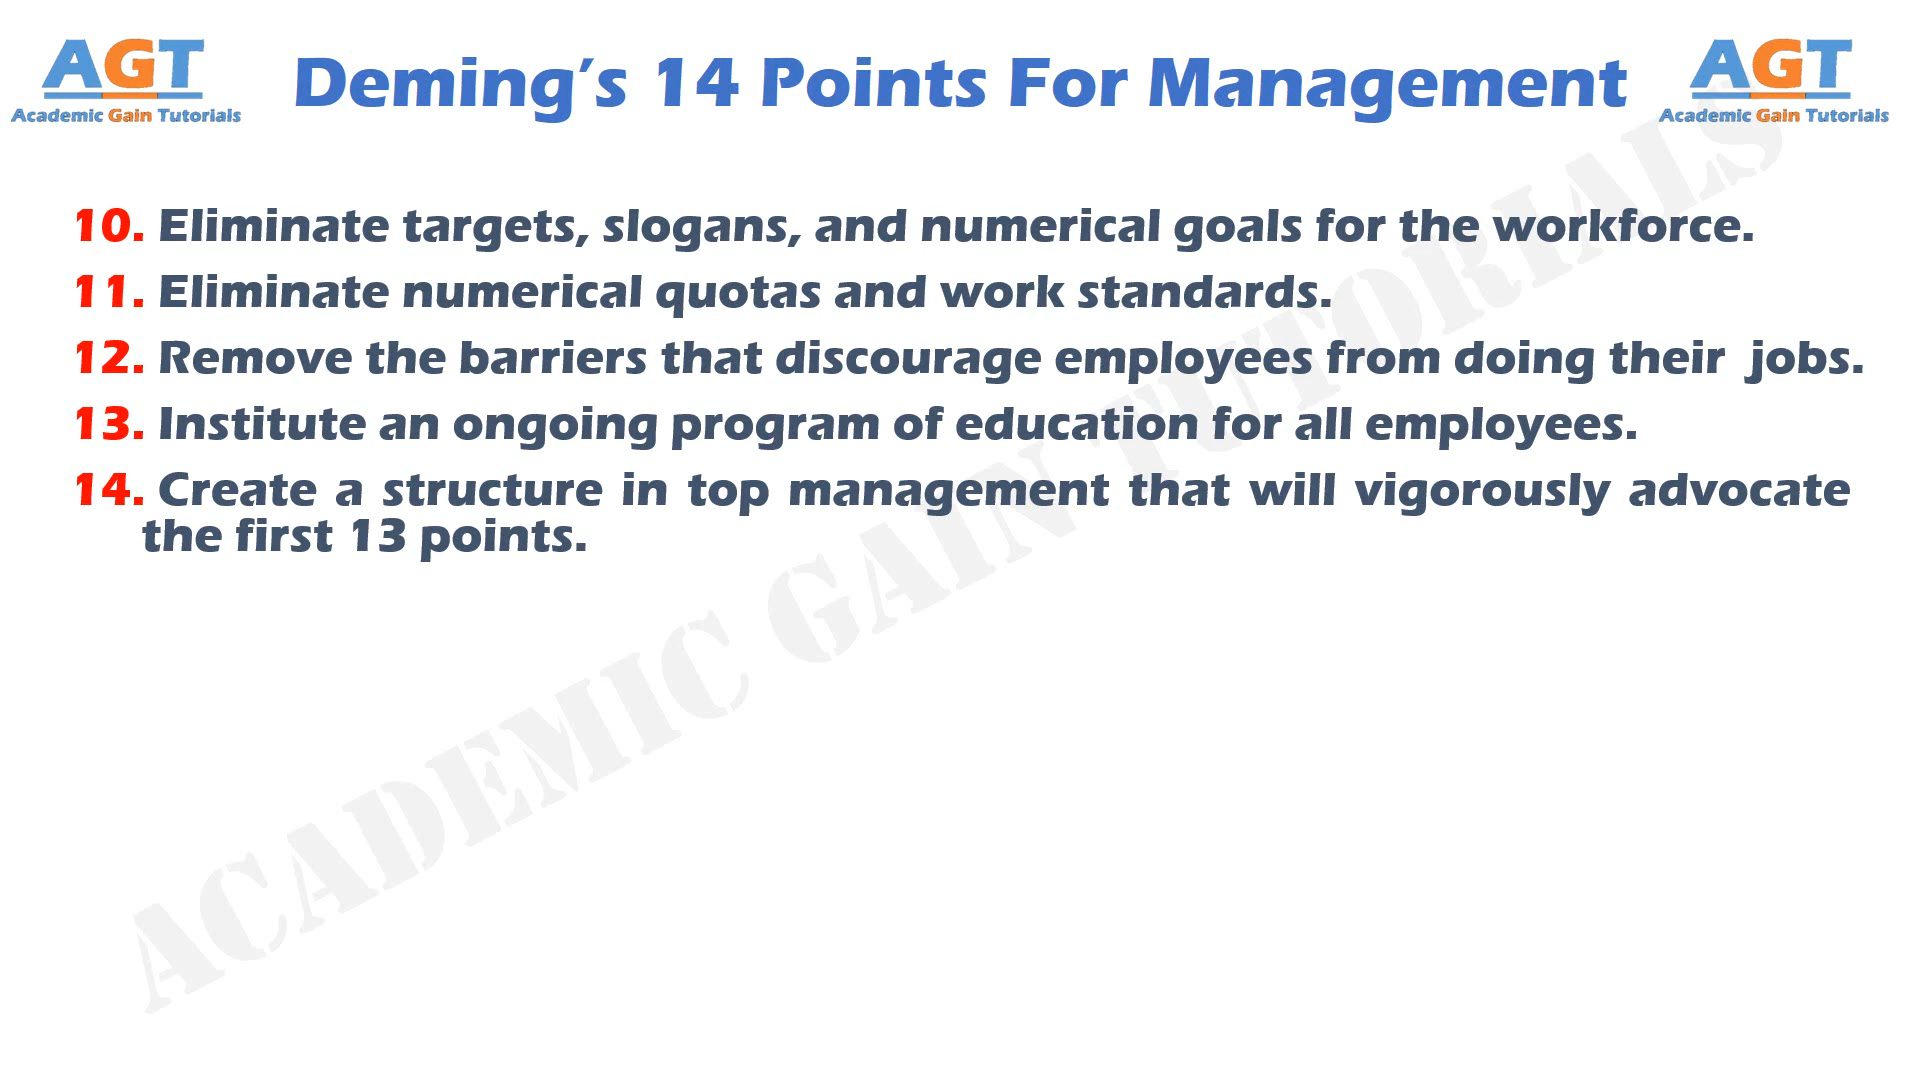 AGT
Academic Gain Tutorials
Deming's 14 Points For Management
AGT
Academic Gain Tutorials
10. Eliminate targets, slogans, and numerical goals for the workforce.
11. Eliminate numerical quotas and work standards.
12. Remove the barriers that discourage employees from doing their jobs.
13. Institute an ongoing program of education for all employees.
14. Create a structure in top management that will vigorously advocate
the first 13 points.
ACADEMIC GAIN TUTORIALS